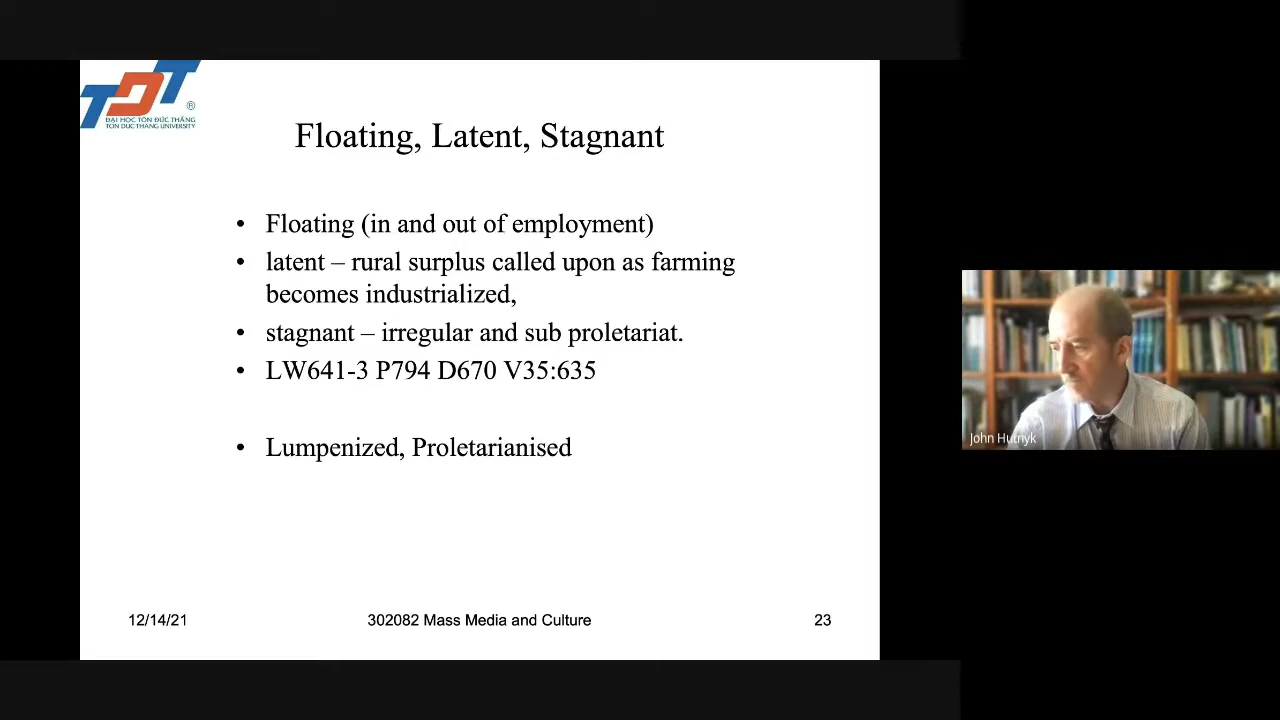 TDT
®
ĐẠI HỌC TÔN ĐỨC THẮNG
TON DUC THANG UNIVERSITY
Floating, Latent, Stagnant
• Floating (in and out of employment)
• latent – rural surplus called upon as farming
becomes industrialized,
• stagnant – irregular and sub proletariat.
• LW641-3 P794 D670 V35:635
• Lumpenized, Proletarianised
12/14/21
302082 Mass Media and Culture
23
John Hutnyk